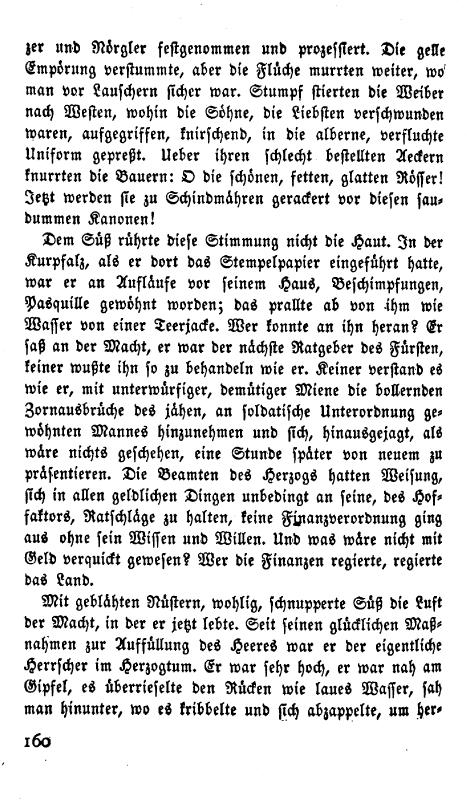 zer und Nörgler festgenommen und prozessiert. Die gelle
Empörung verstummte, aber die Flüche murrten weiter, wo
man vor Lauschern sicher war. Stumpf stierten die Weiber
nach Westen, wohin die Söhne, die Liebsten verschwunden
waren, aufgegriffen, knirschend, in die alberne, verfluchte
Uniform gepreßt. Ueber ihren schlecht bestellten Aeckern
knurrten die Bauern: O die schönen, fetten, glatten Rösser!
Jetzt werden sie zu Schindmähren gerackert vor diesen sau-
dummen Kanonen!
Dem Süß rührte diese Stimmung nicht die Haut. In der
Kurpfalz, als er dort das Stempelpapier eingeführt hatte,
war er an Aufläufe vor seinem Haus, Beschimpfungen,
Pasquille gewöhnt worden; das prallte ab von ihm wie
Wasser von einer Teerjacke. Wer konnte an ihn heran? Er
saß an der Macht, er war der nächste Ratgeber des Fürsten,
keiner wußte ihn so zu behandeln wie er. Keiner verstand es
wie er, mit unterwürfiger, demütiger Miene die bollernden
Zornausbrüche des jähen, an soldatische Unterordnung ge-
wöhnten Mannes hinzunehmen und sich, hinausgejagt, als
wäre nichts geschehen, eine Stunde später von neuem zu
präsentieren. Die Beamten des Herzogs hatten Weisung,
sich in allen geldlichen Dingen unbedingt an seine, des Hof-
faktors, Ratschläge zu halten, keine Finanzverordnung ging
aus ohne sein Wissen und Willen. Und was wäre nicht mit
Geld verquickt gewesen? Wer die Finanzen regierte, regierte
das Land.
Mit geblähten Nüstern, wohlig, schnupperte Süß die Luft
der Macht, in der er jetzt lebte. Seit seinen glücklichen Maß-
nahmen zur Auffüllung des Heeres war er der eigentliche
Herrscher im Herzogtum. Er war sehr hoch, er war nah am
Gipfel, es überrieselte den Rücken wie laues Wasser, sah
man hinunter, wo es kribbelte und sich abzappelte, um her-
160